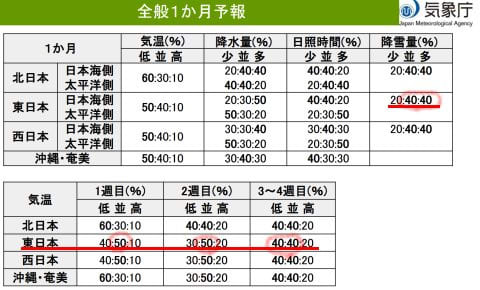 全般1か月予報
気象庁
Japan Meteorological Agency
1か月 気温(%) 降水量(%) 日照時間(%) 降雪量(%)
低 並 高 少 並 多 少 並 多 少 並 多
北日本 日本海側 60:30:10 20:40:40 40:40:20 20:40:40
太平洋側 40:40:20 20:40:40
東日本 日本海側 50:40:10 20:30:50 40:40:20 20:40:40
太平洋側 50:30:20 20:30:50
西日本 日本海側 50:40:10 30:30:40 40:30:30 20:40:40
太平洋側 50:30:20 20:30:50
沖縄・奄美 50:40:10 30:40:30 40:30:30
気温 1週目(%) 2週目(%) 3〜4週目(%)
低 並 高 低 並 高 低 並 高
北日本 60:30:10 40:40:20 40:40:20
東日本 40:50:10 30:50:20 40:40:20
西日本 40:50:10 30:50:20 40:40:20
沖縄・奄美 60:30:10 30:50:20 40:40:20